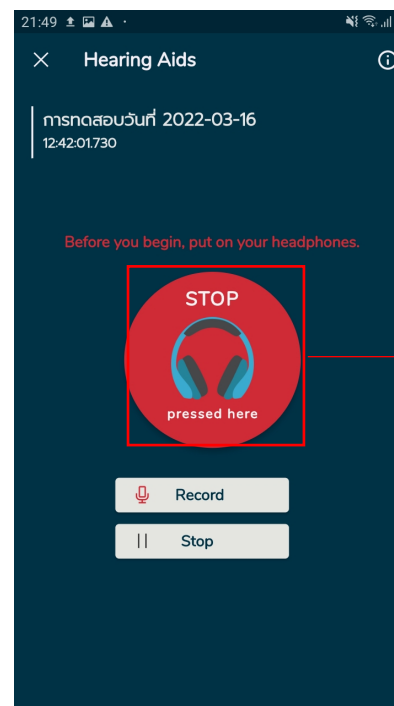 21:49
Hearing Aids
การทดสอบวันที่ 2022-03-16
12:42:01.730
Before you begin, put on your headphones.
STOP
pressed here
Record
Stop